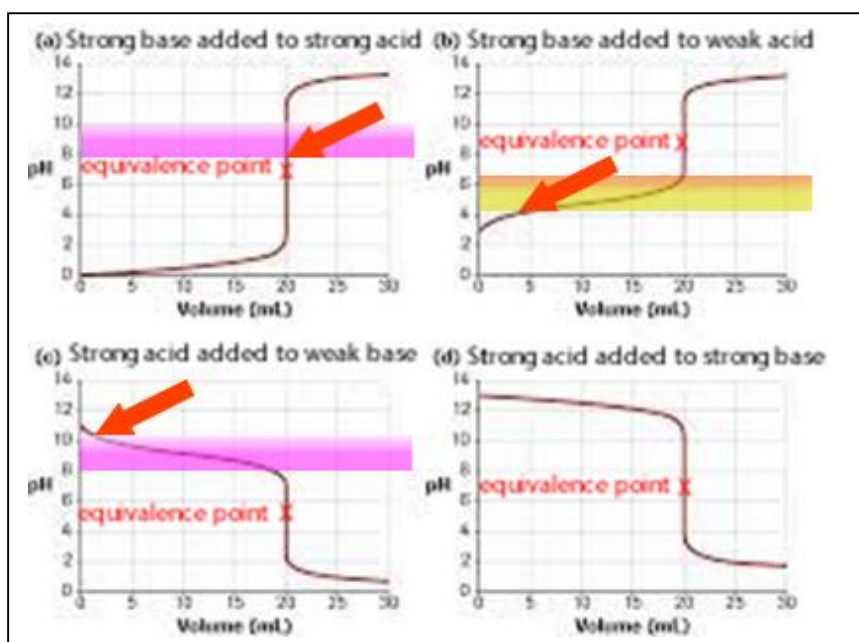 (a) Strong base added to strong acid
14
12
10
8
6
4
2
0
pH
equivalence point
0 5 10 15 20 25 30
Volume (mL)
(b) Strong base added to weak acid
14
12
10
8
6
4
2
0
pH
equivalence point
0 5 10 15 20 25 30
Volume (mL)
(c) Strong acid added to weak base
14
12
10
8
6
4
2
0
pH
equivalence point
0 5 10 15 20 25 30
Volume (mL)
(d) Strong acid added to strong base
14
12
10
8
6
4
2
0
pH
equivalence point
0 5 10 15 20 25 30
Volume (mL)